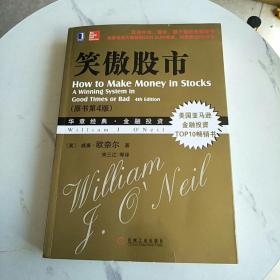 笑傲股市
How to Make Money in Stocks
A Winning System in
Good Times or Bad 4th Edition
(原书第4版)
华章经典·金融投资
William J. O'Neil
[美] 威廉·欧奈尔 著
宋三江 等译
美国亚马逊
金融投资
TOP10畅销书
William
J. O'Neil
机械工业出版社